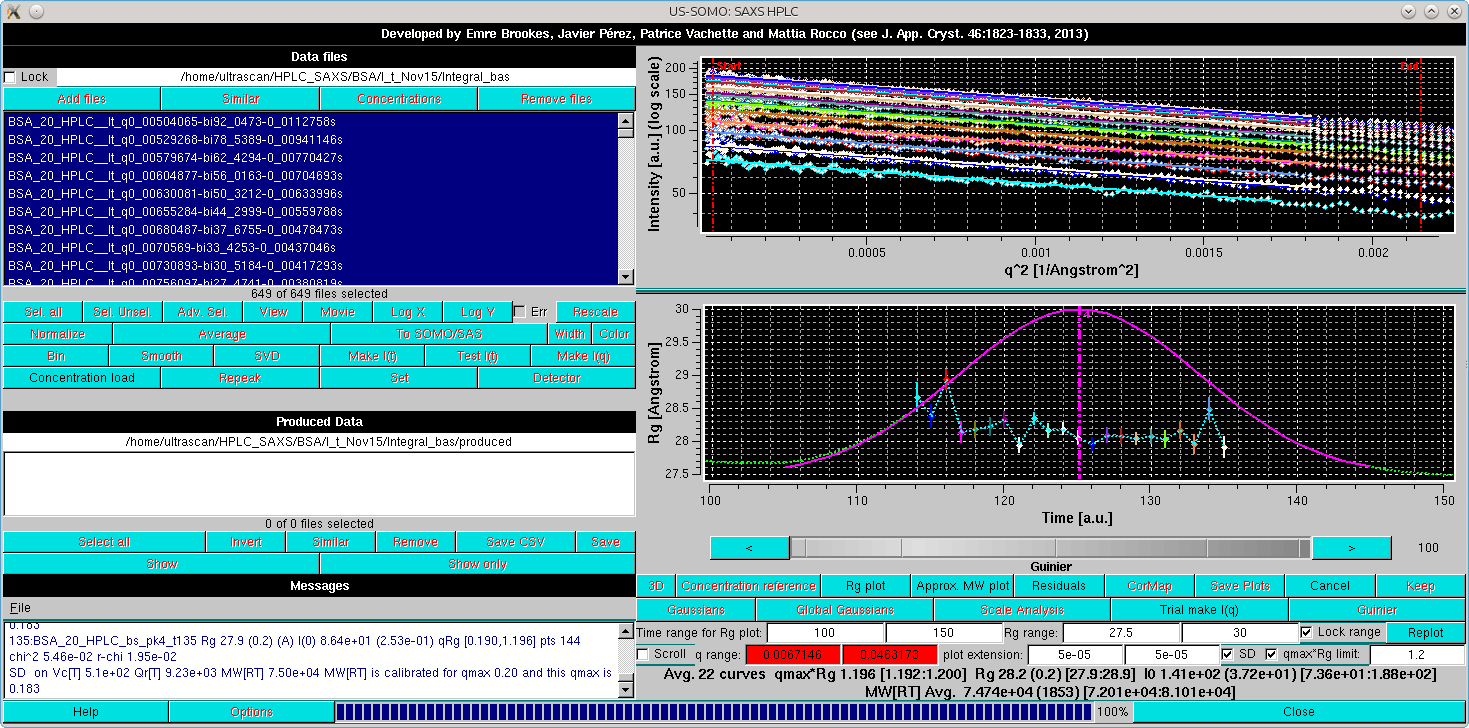 US-SOMO: SAXS HPLC
Developed by Emre Brookes, Javier Pérez, Patrice Vachette and Mattia Rocco (see J. App. Cryst. 46:1823-1833, 2013)
Data files
Lock /home/ultrascan/HPLC_SAXS/BSA/I_t_Nov15/Integral_bas
Add files Similar Concentrations Remove files
BSA_20_HPLC__It_q0_00504065-bi92_0473-0_0112758s
BSA_20_HPLC__It_q0_00529268-bi78_5389-0_00941146s
BSA_20_HPLC__It_q0_00579674-bi62_4294-0_00770427s
BSA_20_HPLC__It_q0_00604877-bi56_0163-0_00704693s
BSA_20_HPLC__It_q0_00630081-bi50_3212-0_00633996s
BSA_20_HPLC__It_q0_00655284-bi44_2999-0_00559788s
BSA_20_HPLC__It_q0_00680487-bi37_6755-0_00478473s
BSA_20_HPLC__It_q0_0070569-bi33_4253-0_00437046s
BSA_20_HPLC__It_q0_00730893-bi30_5184-0_00417293s
BSA_20_HPLC__It_q0_00756097-bi27_4741-0_00380819s
649 of 649 files selected
Sel. all Sel. Unsel. Adv. Sel. View Movie Log X Log Y Err Rescale
Normalize Average To SOMO/SAS Width Color
Bin Smooth SVD Make I(t) Test I(t) Make I(q)
Concentration load Repeak Set Detector
Produced Data
/home/ultrascan/HPLC_SAXS/BSA/I_t_Nov15/Integral_bas/produced
0 of 0 files selected
Select all Invert Similar Remove Save CSV Save
Show Show only
Messages
File
0.183
135:BSA_20_HPLC_bs_pk4_t135 Rg 27.9 (0.2) (A) I(0) 8.64e+01 (2.53e-01) qRg [0.190,1.196] pts 144
chi^2 5.46e-02 r-chi 1.95e-02
SD on Vc[T] 5.1e+02 Qr[T] 9.23e+03 MW[RT] 7.50e+04 MW[RT] is calibrated for qmax 0.20 and this qmax is
0.183
Help Options 100% Close
Intensity [a.u.] (log scale)
200
150
100
50
Start
End
0.0005 0.001 0.0015 0.002
q^2 [1/Angstrom^2]
Rg [Angstrom]
30
29.5
29
28.5
28
27.5
100 110 120 130 140 150
Time [a.u.]
< > 100
Guinier
3D Concentration reference Rg plot Approx. MW plot Residuals CorMap Save Plots Cancel Keep
Gaussians Global Gaussians Scale Analysis Trial make I(q) Guinier
Time range for Rg plot: 100 150 Rg range: 27.5 30 Lock range Replot
Scroll q range: 0.0067146 0.0463173 plot extension: 5e-05 5e-05 SD qmax*Rg limit: 1.2
Avg. 22 curves qmax*Rg 1.196 [1.192:1.200] Rg 28.2 (0.2) [27.9:28.9] I0 1.41e+02 (3.72e+01) [7.36e+01:1.88e+02]
MW[RT] Avg. 7.474e+04 (1853) [7.201e+04:8.101e+04]